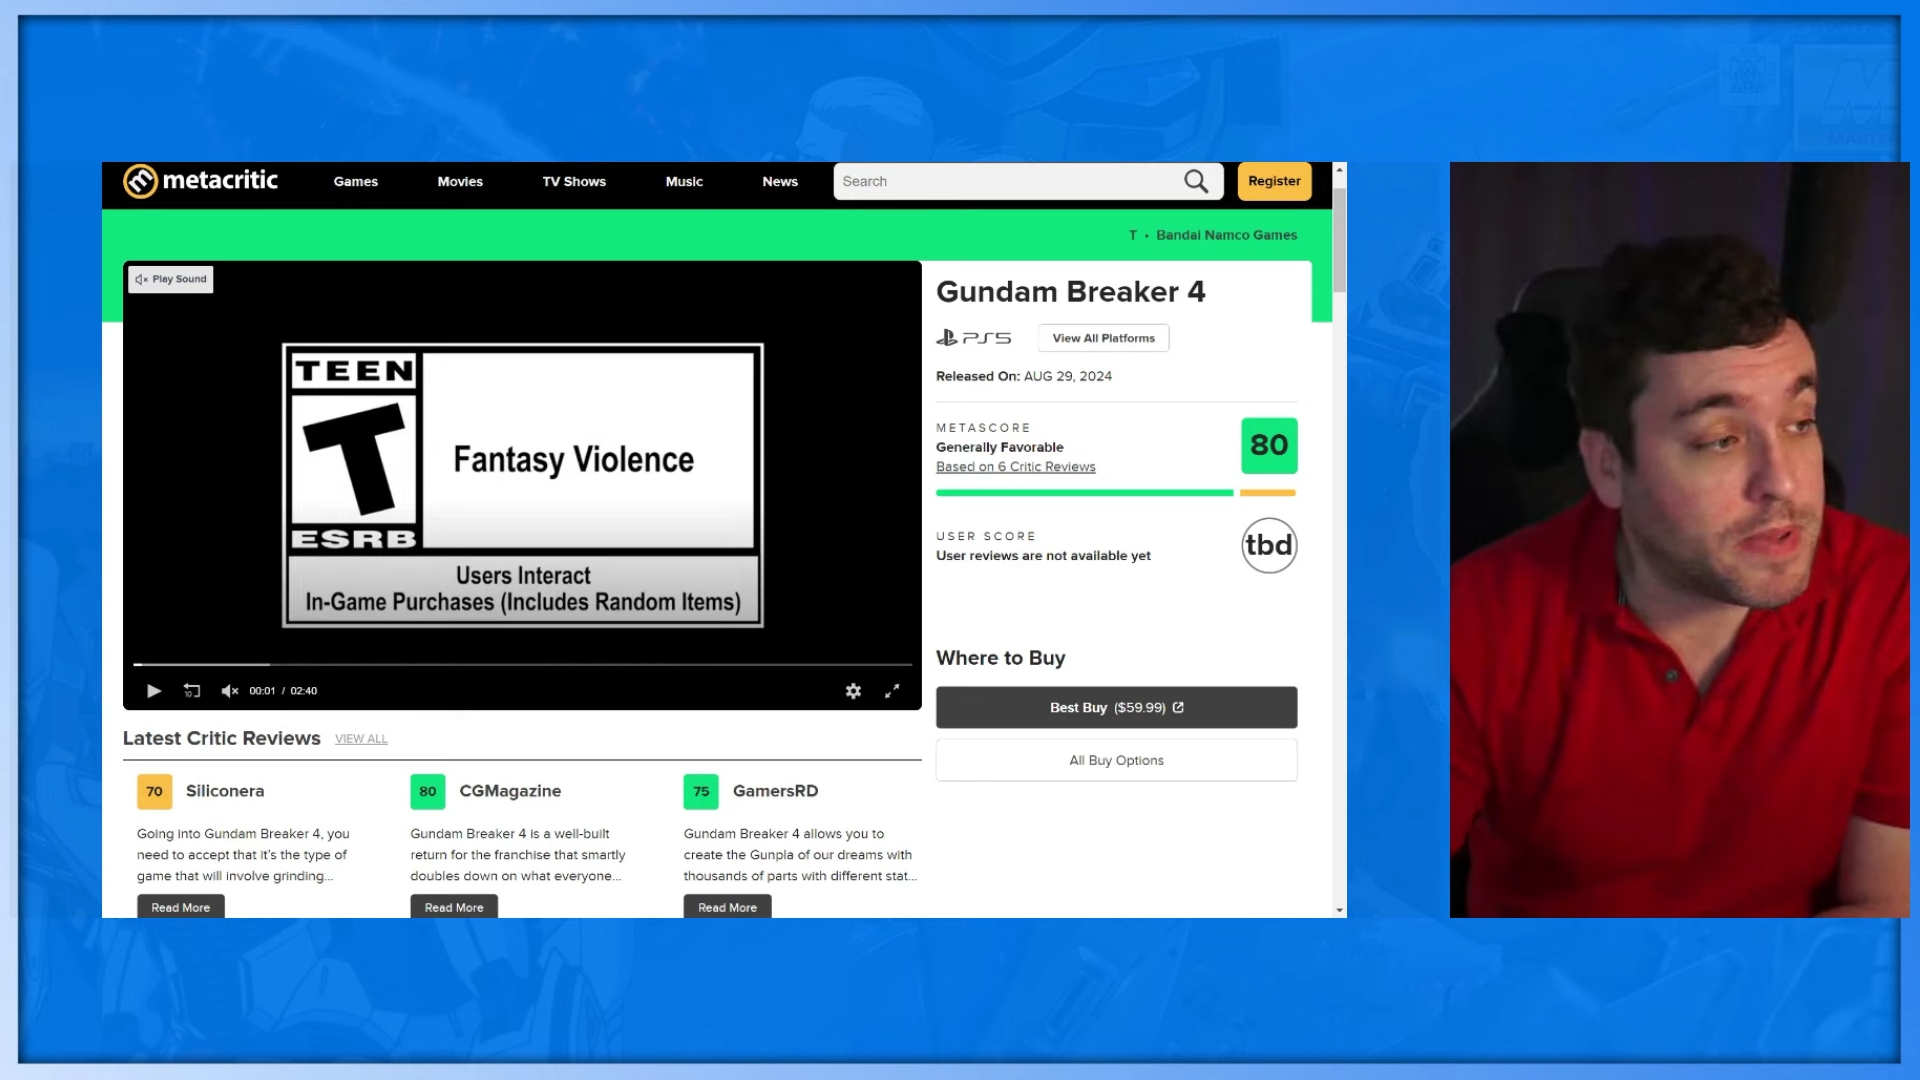 metacritic
Games
Movies
TV Shows
Music
News
Search
Register
T • Bandai Namco Games
Play Sound
TEEN
T
ESRB
Fantasy Violence
Users Interact
In-Game Purchases (Includes Random Items)
10
00:01 / 02:40
Gundam Breaker 4
PS5
View All Platforms
Released On: AUG 29, 2024
METASCORE
Generally Favorable
Based on 6 Critic Reviews
80
USER SCORE
User reviews are not available yet
tbd
Where to Buy
Best Buy ($59.99)
All Buy Options
Latest Critic Reviews VIEW ALL
70 Siliconera
Going into Gundam Breaker 4, you
need to accept that it's the type of
game that will involve grinding...
Read More
80 CGMagazine
Gundam Breaker 4 is a well-built
return for the franchise that smartly
doubles down on what everyone...
Read More
75 GamersRD
Gundam Breaker 4 allows you to
create the Gunpla of our dreams with
thousands of parts with different stat...
Read More